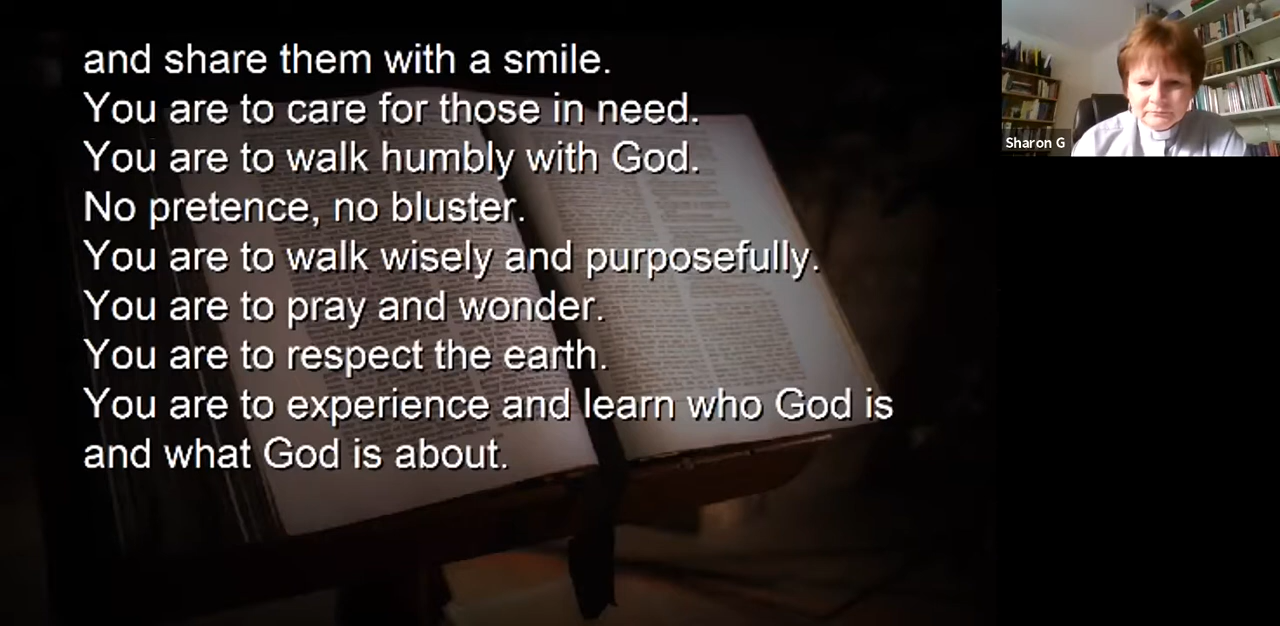 and share them with a smile.
You are to care for those in need.
You are to walk humbly with God.
No pretence, no bluster.
You are to walk wisely and purposefully.
You are to pray and wonder.
You are to respect the earth.
You are to experience and learn who God is
and what God is about.
Sharon G